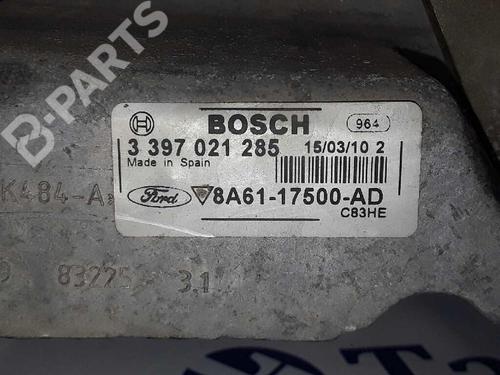 B-PARTS
BOSCH 964
3 397 021 285 15/03/10 2
Made in Spain
Ford 8A61-17500-AD
C83HE
K484-A
83225 3.1